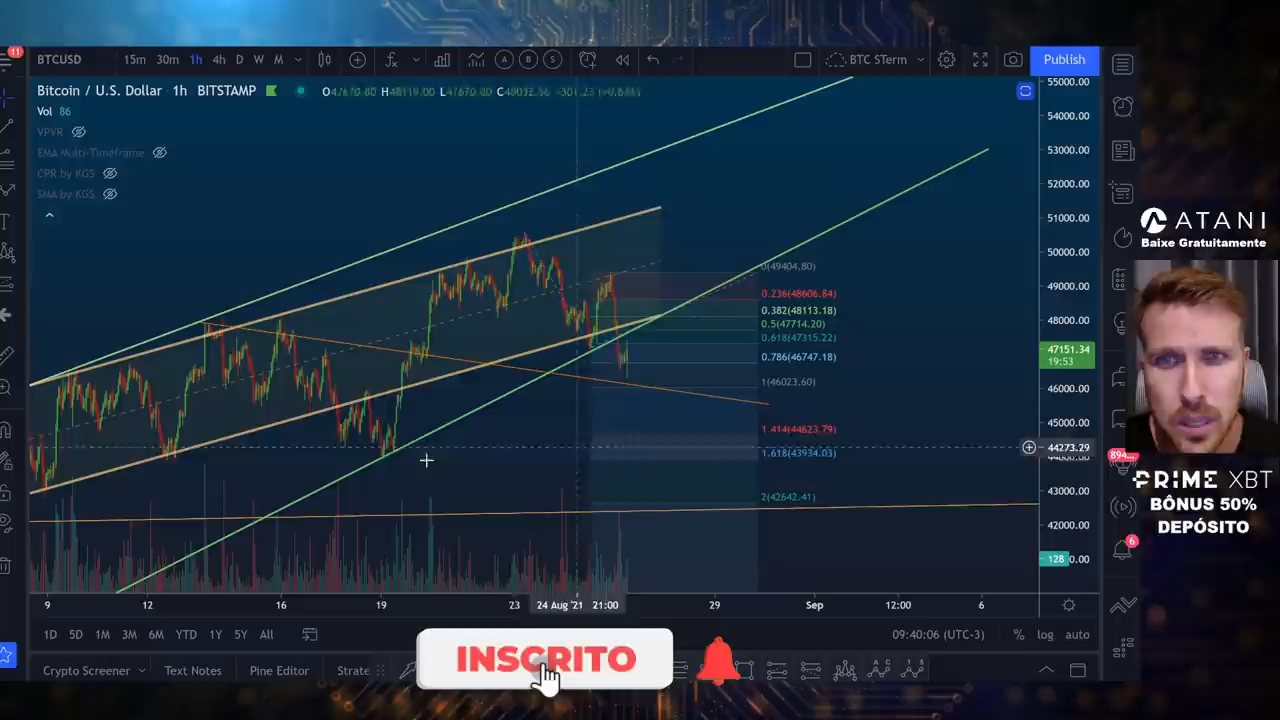 11
BTCUSD 15m 30m 1h 4h D W M A B S BTC STerm Publish
Bitcoin / U.S. Dollar 1h BITSTAMP
Vol 86
VPVR
EMA Multi-Timeframe
CPR by KGS
SMA by KGS
55000.00
54000.00
53000.00
52000.00
51000.00
50000.00
49000.00
48000.00
47151.34
19:53
46000.00
45000.00
44273.29
43000.00
42000.00
128
0(49404.80)
0.236(48606.84)
0.382(48113.18)
0.5(47714.20)
0.618(47315.22)
0.786(46747.18)
1(46023.60)
1.414(44623.79)
1.618(43934.03)
2(42642.41)
9 12 16 19 23 24 Aug '21 21:00 29 Sep 12:00 6
1D 5D 1M 3M 6M YTD 1Y 5Y All 09:40:06 (UTC-3) % log auto
Crypto Screener Text Notes Pine Editor Strate
INSCRITO
ATANI
Baixe Gratuitamente
894...
PRIME XBT
BÔNUS 50%
DEPÓSITO
6